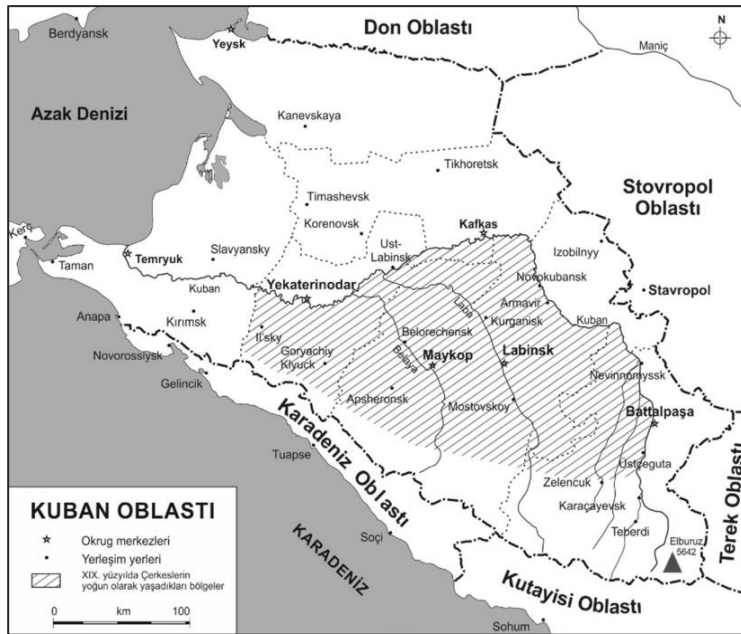 Don Oblastı
N
Berdyansk
Yeysk
Maniç
Azak Denizi
Kanevskaya
Tikhoretsk
Stovropol
Oblastı
Timashevsk
Korenovsk
Kafkas
Kerç
Ust-
Labinsk
Izobilnyy
Temryuk
Slavyansky
Taman
Kuban
Yekaterinodar
Novokubansk
Stavropol
Laba
Armavir
Anapa
Kırımsk
Kurganisk
Kuban
Il'sky
Belorechensk
Novorossiysk
Goryachiy
Klyuck
Belaya
Maykop
Labinsk
Nevinnomyssk
Gelincik
Apsheronsk
Mostovskoy
Battalpaşa
Karadeniz Oblastı
Tuapse
Ustçeguta
Terek Oblastı
Zelencuk
Karaçayevsk
KUBAN OBLASTI
Okrug merkezleri
Yerleşim yerleri
XIX. yüzyılda Çerkeslerin
yoğun olarak yaşadıkları bölgeler
0 km 100
KARADENİZ
Soçi
Teberdi
Elburuz
5642
Kutayisi Oblastı
Sohum